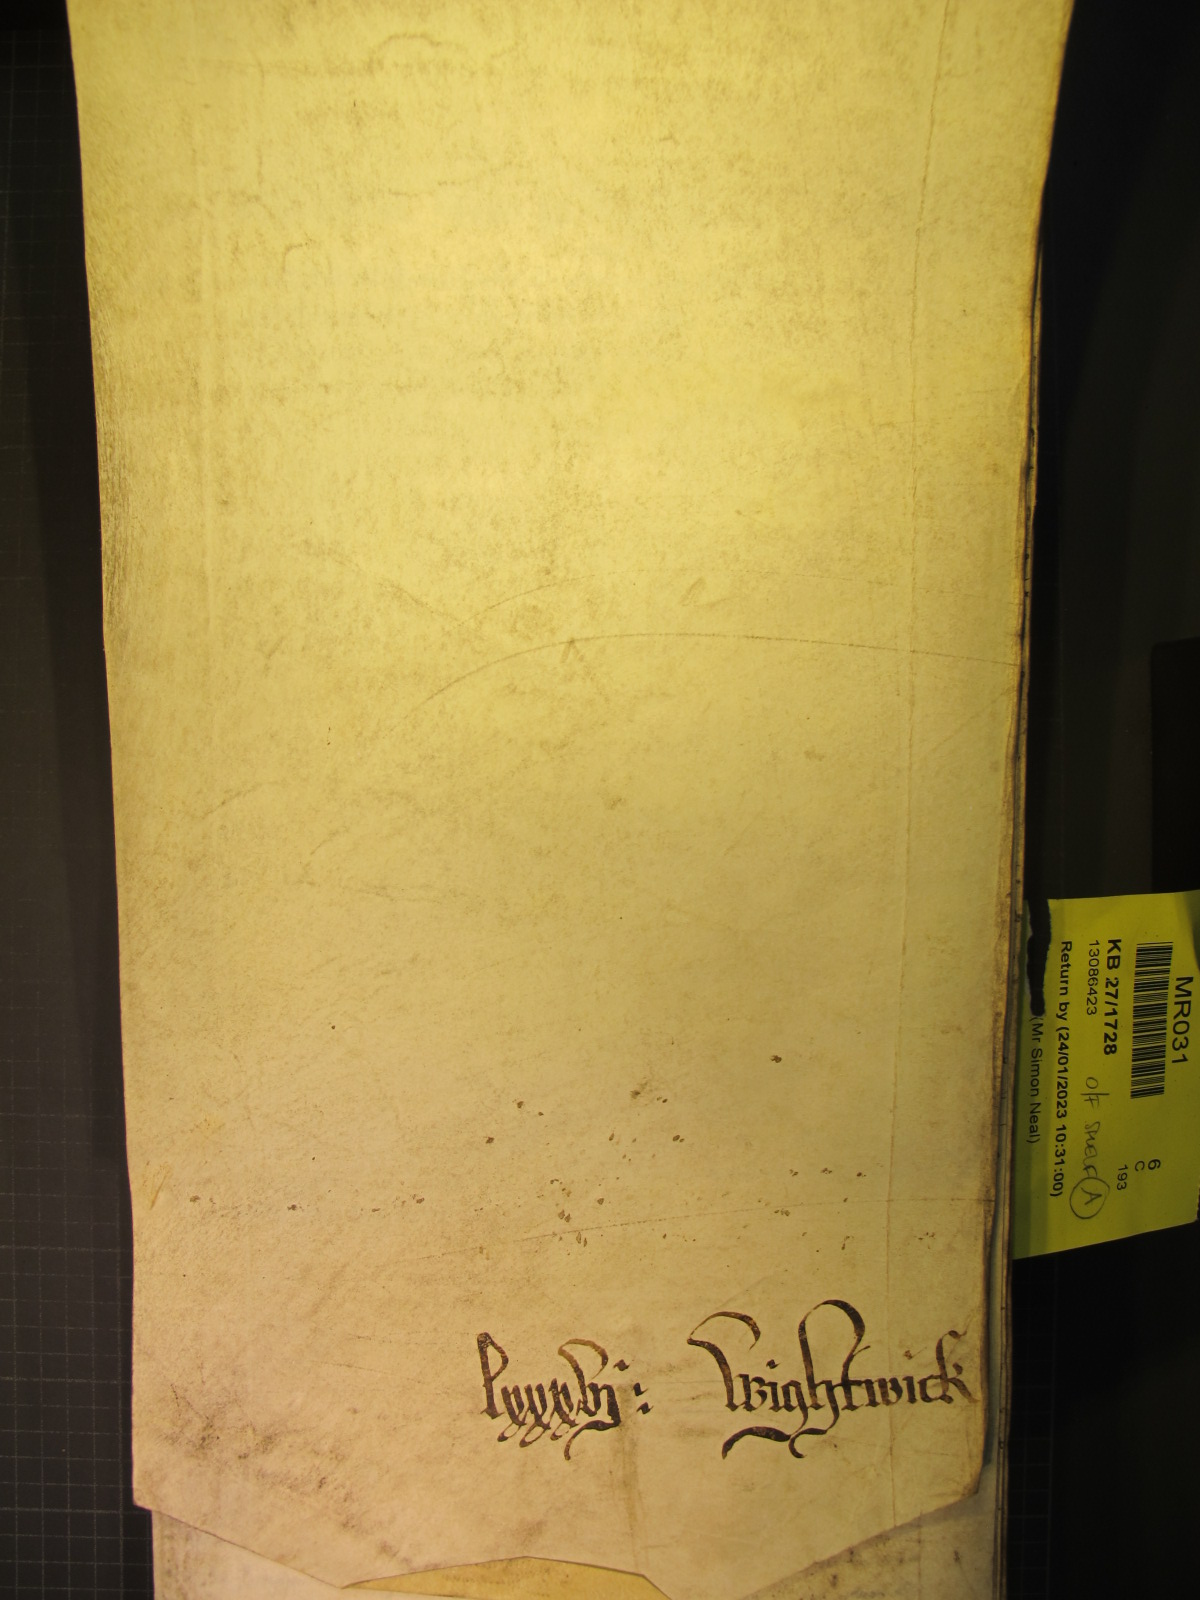 lxxxvj: Wightwick
MR031
6
C
193
KB 27/1728
13086423
O/F
A
Return by (24/01/2023 10:31:00)
(Mr Simon Neal)